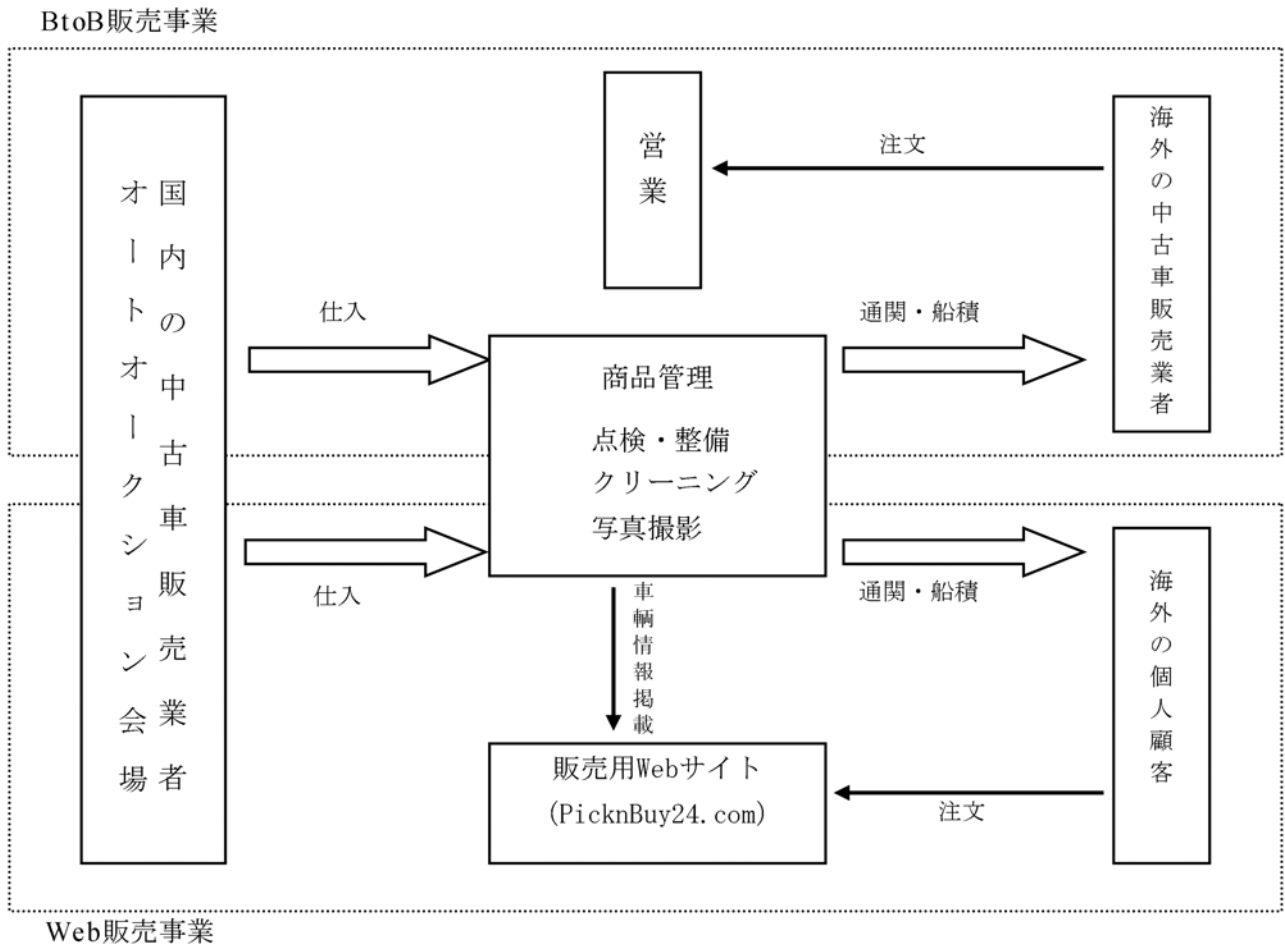 BtoB販売事業
国内の中古車販売業者
オートオークション会場
営業
注文
海外の中古車販売業者
仕入
通関・船積
商品管理
点検・整備
クリーニング
写真撮影
仕入
通関・船積
海外の個人顧客
車輌情報掲載
販売用Webサイト
(PicknBuy24.com)
注文
Web販売事業